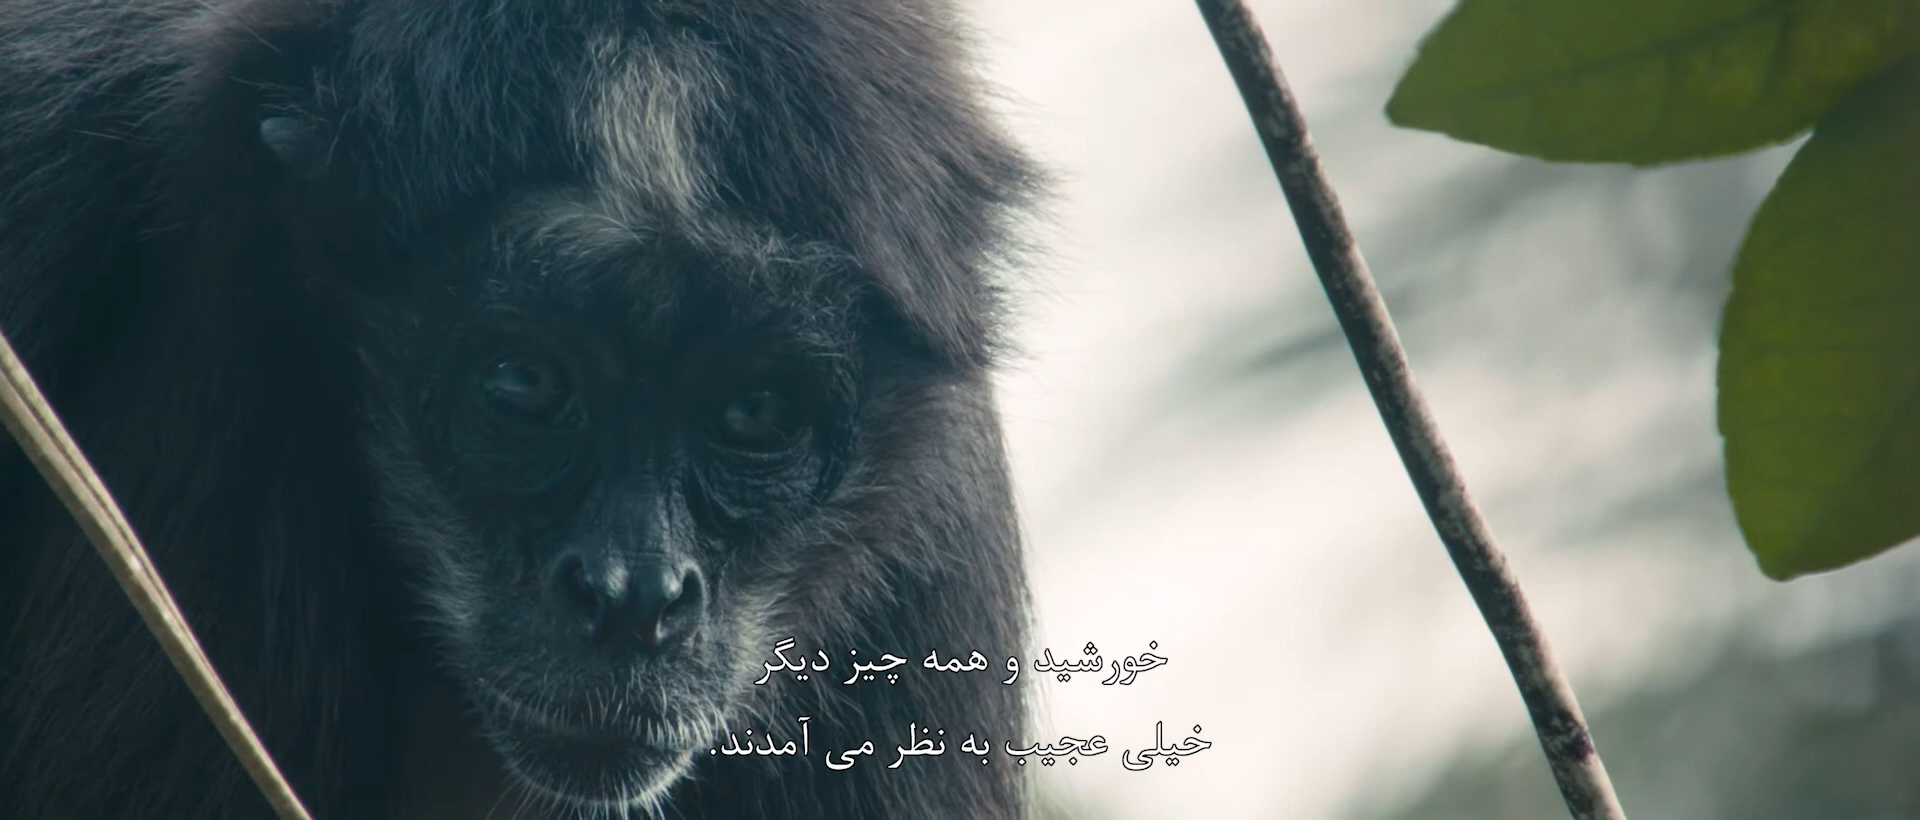 خورشید و همه چیز دیگر
خیلی عجیب به نظر می آمدند.